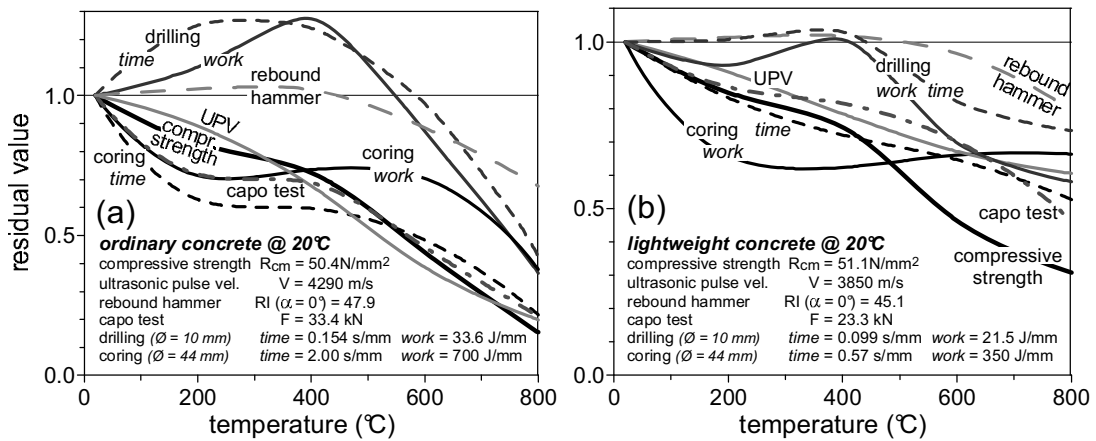 residual value
1.0
0.5
0.0
0
200
400
600
800
temperature (°C)
drilling
time
work
rebound
hammer
UPV
compr.
strength
coring
time
capo test
coring
work
(a)
ordinary concrete @ 20°C
compressive strength Rcm = 50.4N/mm2
ultrasonic pulse vel. V = 4290 m/s
rebound hammer RI (α = 0°) = 47.9
capo test F = 33.4 kN
drilling (Ø = 10 mm) time = 0.154 s/mm work = 33.6 J/mm
coring (Ø = 44 mm) time = 2.00 s/mm work = 700 J/mm
1.0
0.5
0.0
0
200
400
600
800
temperature (°C)
UPV
drilling
work time
rebound
hammer
coring time
work
capo test
compressive
strength
(b)
lightweight concrete @ 20°C
compressive strength Rcm = 51.1N/mm2
ultrasonic pulse vel. V = 3850 m/s
rebound hammer RI (α = 0°) = 45.1
capo test F = 23.3 kN
drilling (Ø = 10 mm) time = 0.099 s/mm work = 21.5 J/mm
coring (Ø = 44 mm) time = 0.57 s/mm work = 350 J/mm